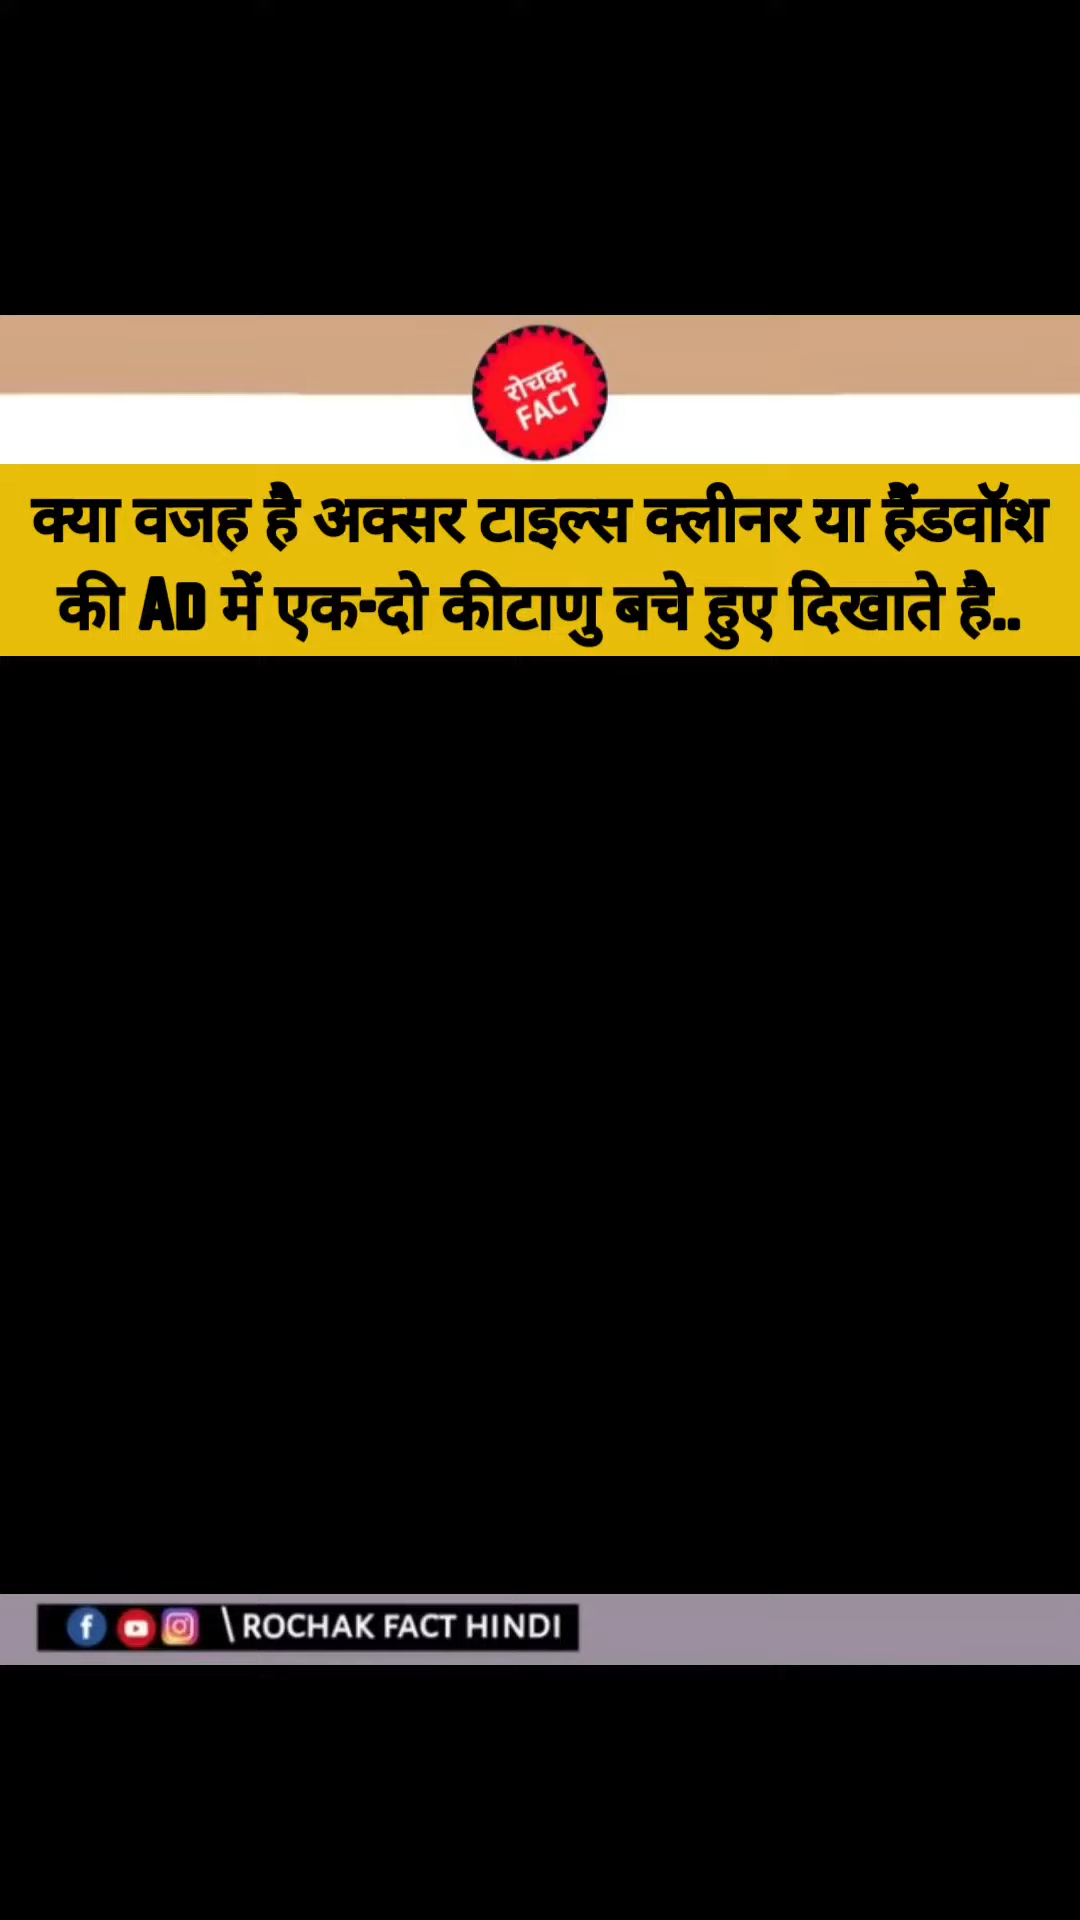 रोचक
FACT
क्या वजह है अक्सर टाइल्स क्लीनर या हैंडवॉश
की AD में एक-दो कीटाणु बचे हुए दिखाते है..
\ ROCHAK FACT HINDI